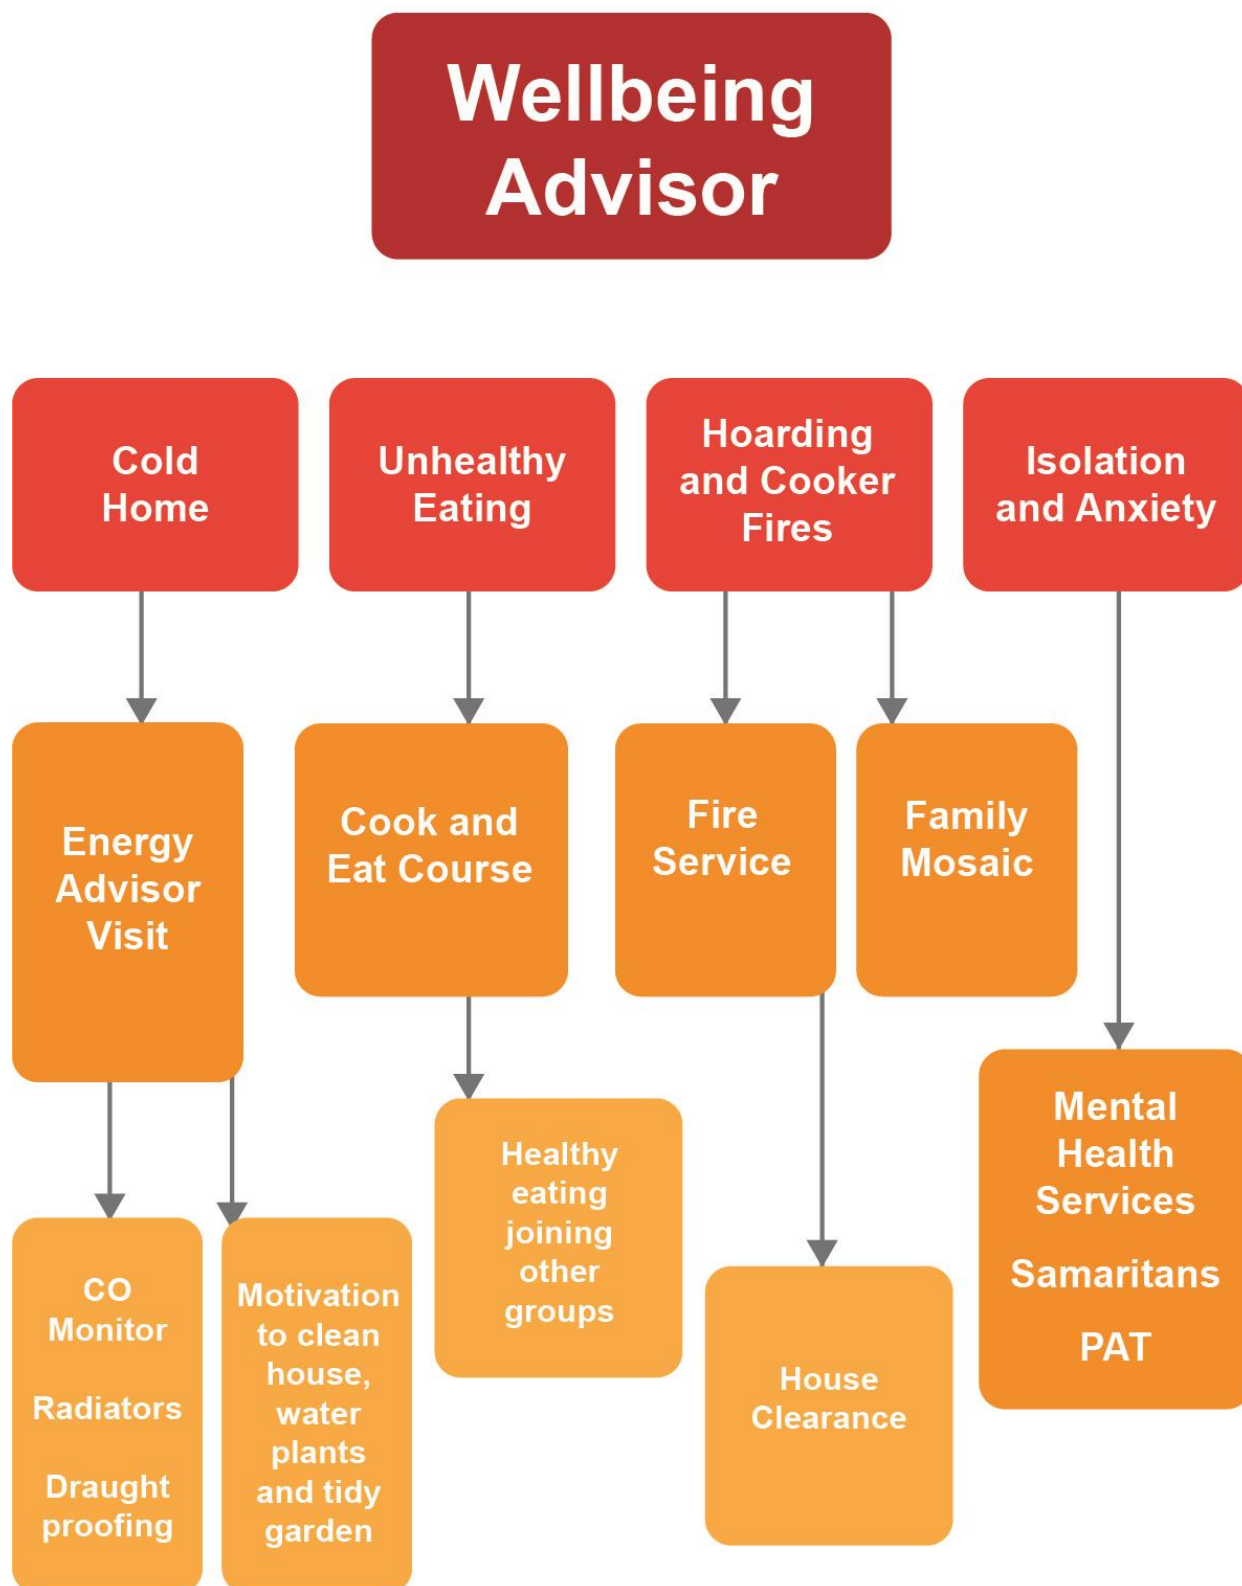 Wellbeing
Advisor
Cold
Home
Unhealthy
Eating
Hoarding
and Cooker
Fires
Isolation
and Anxiety
Energy
Advisor
Visit
Cook and
Eat Course
Fire
Service
Family
Mosaic
Mental
Health
Services
Samaritans
PAT
CO
Monitor
Radiators
Draught
proofing
Motivation
to clean
house,
water
plants
and tidy
garden
Healthy
eating
joining
other
groups
House
Clearance